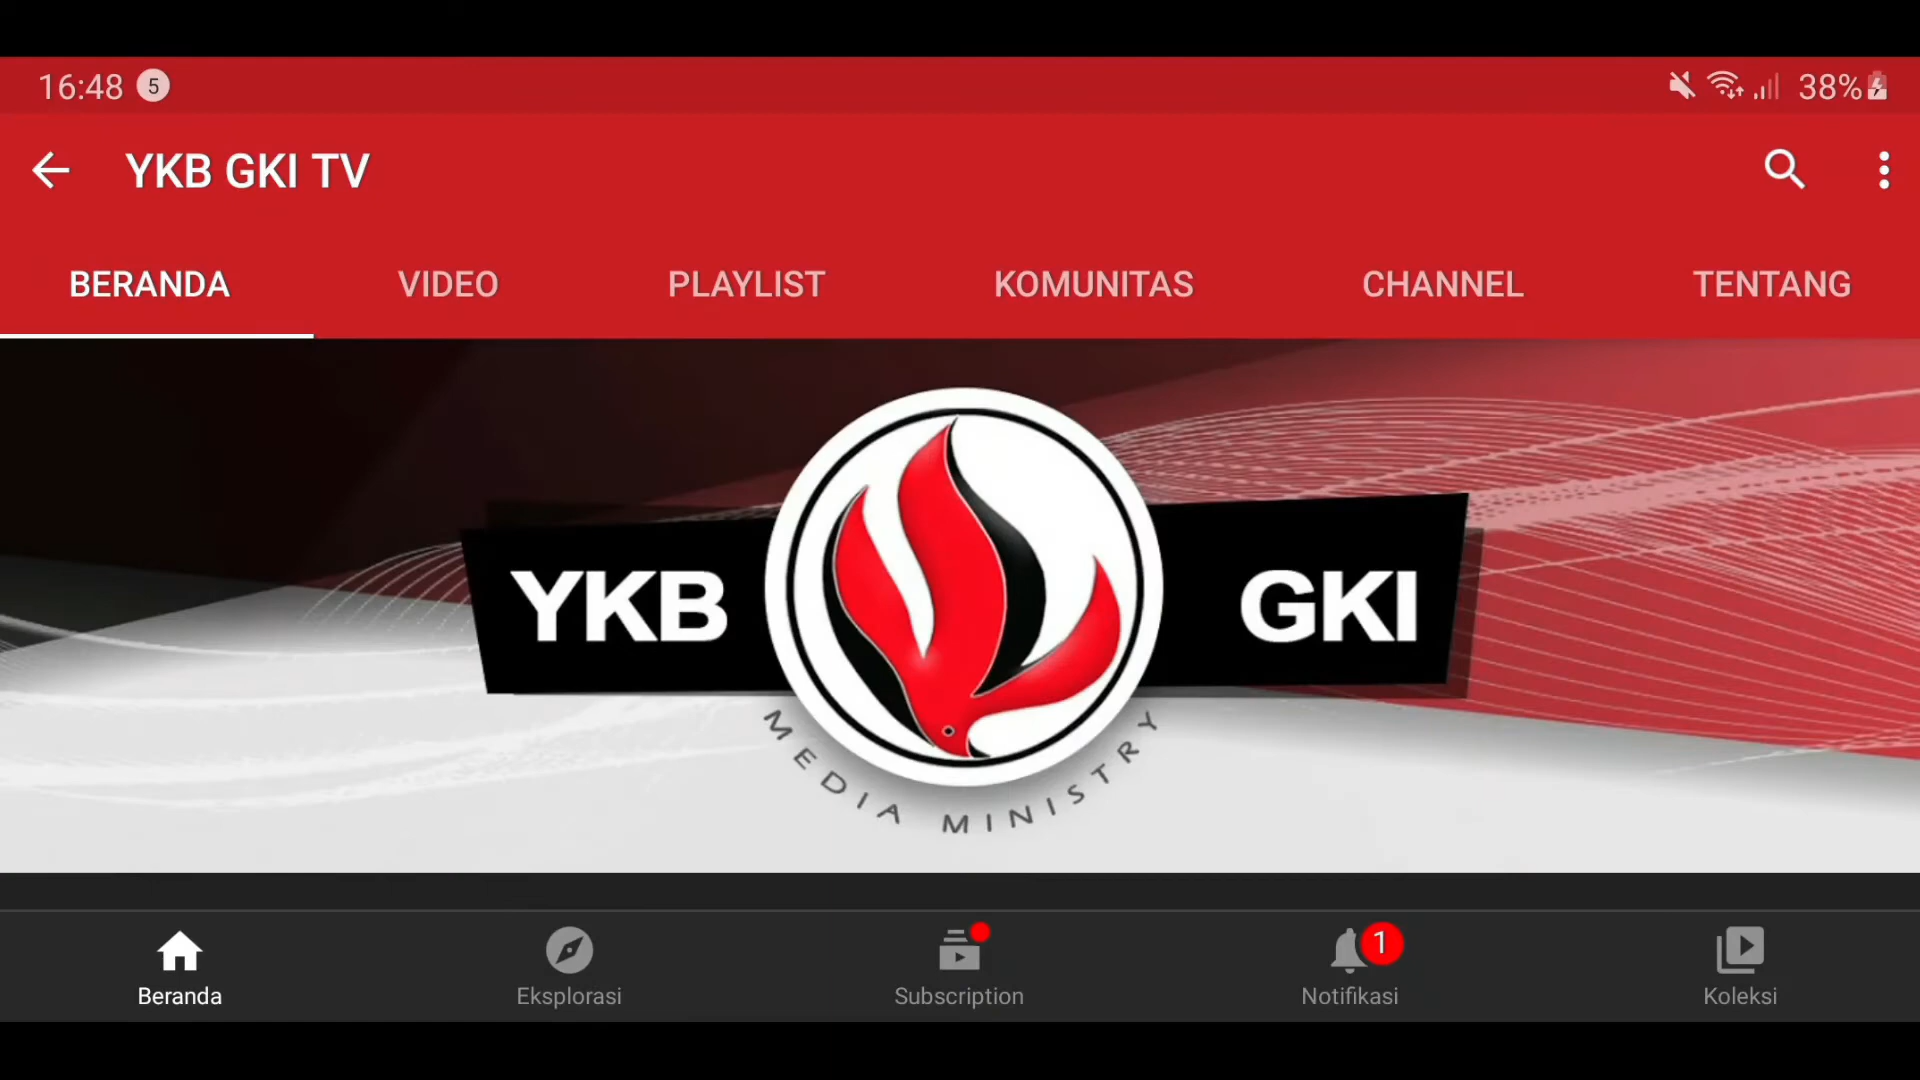 16:48 5 38%
YKB GKI TV
BERANDA VIDEO PLAYLIST KOMUNITAS CHANNEL TENTANG
YKB GKI
MEDIA MINISTRY
1
Beranda Eksplorasi Subscription Notifikasi Koleksi